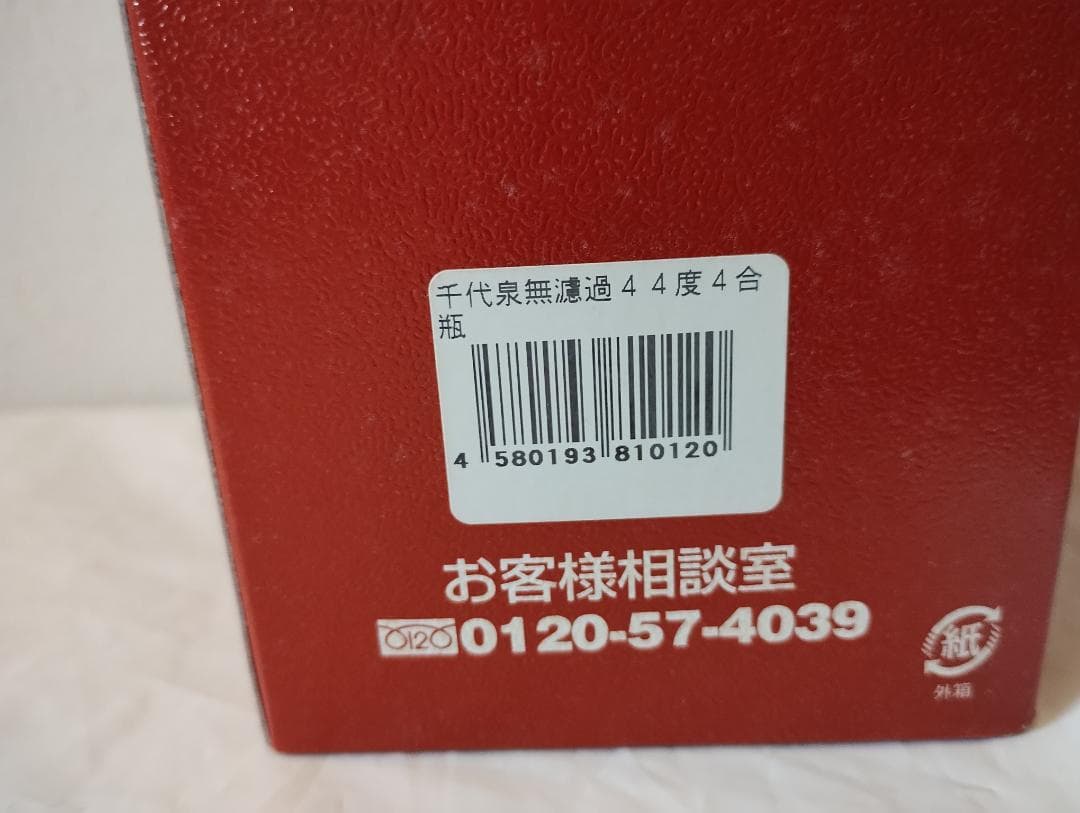 千代泉無濾過４４度４合
瓶
4 580193 810120
お客様相談室
0120-57-4039
紙
外箱